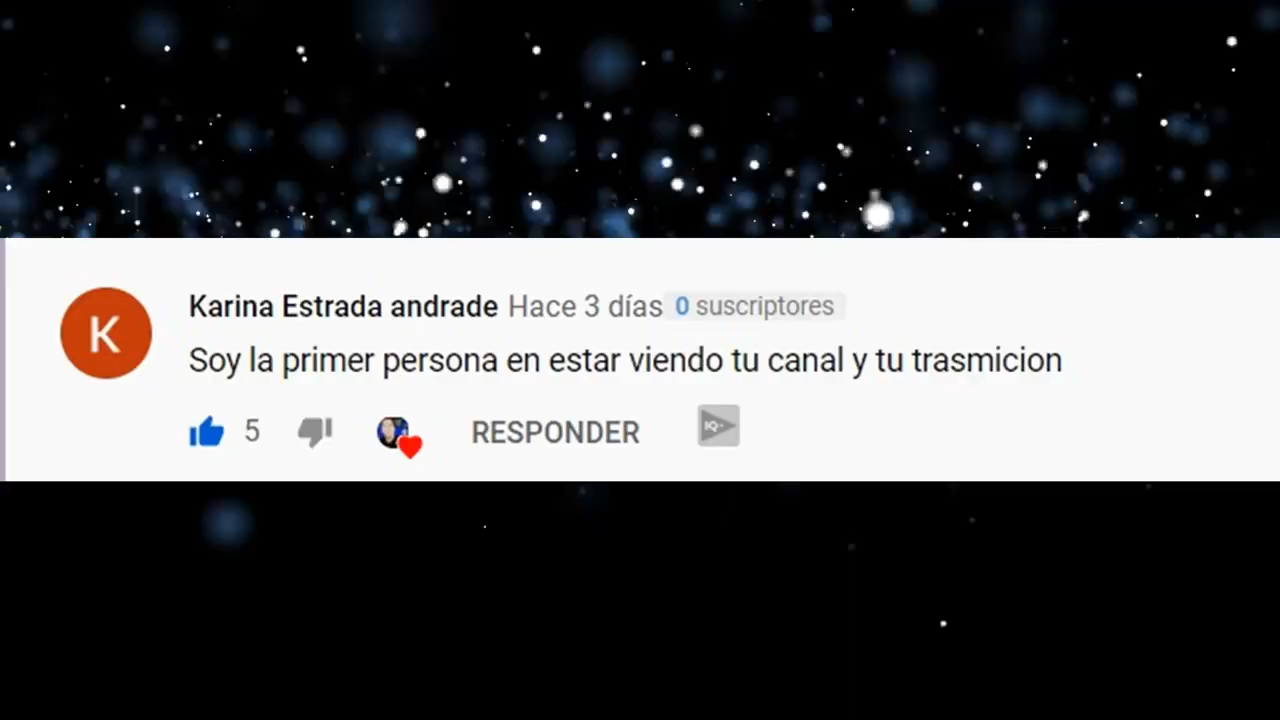 K
Karina Estrada andrade Hace 3 días 0 suscriptores
Soy la primer persona en estar viendo tu canal y tu trasmicion
5 RESPONDER IQ